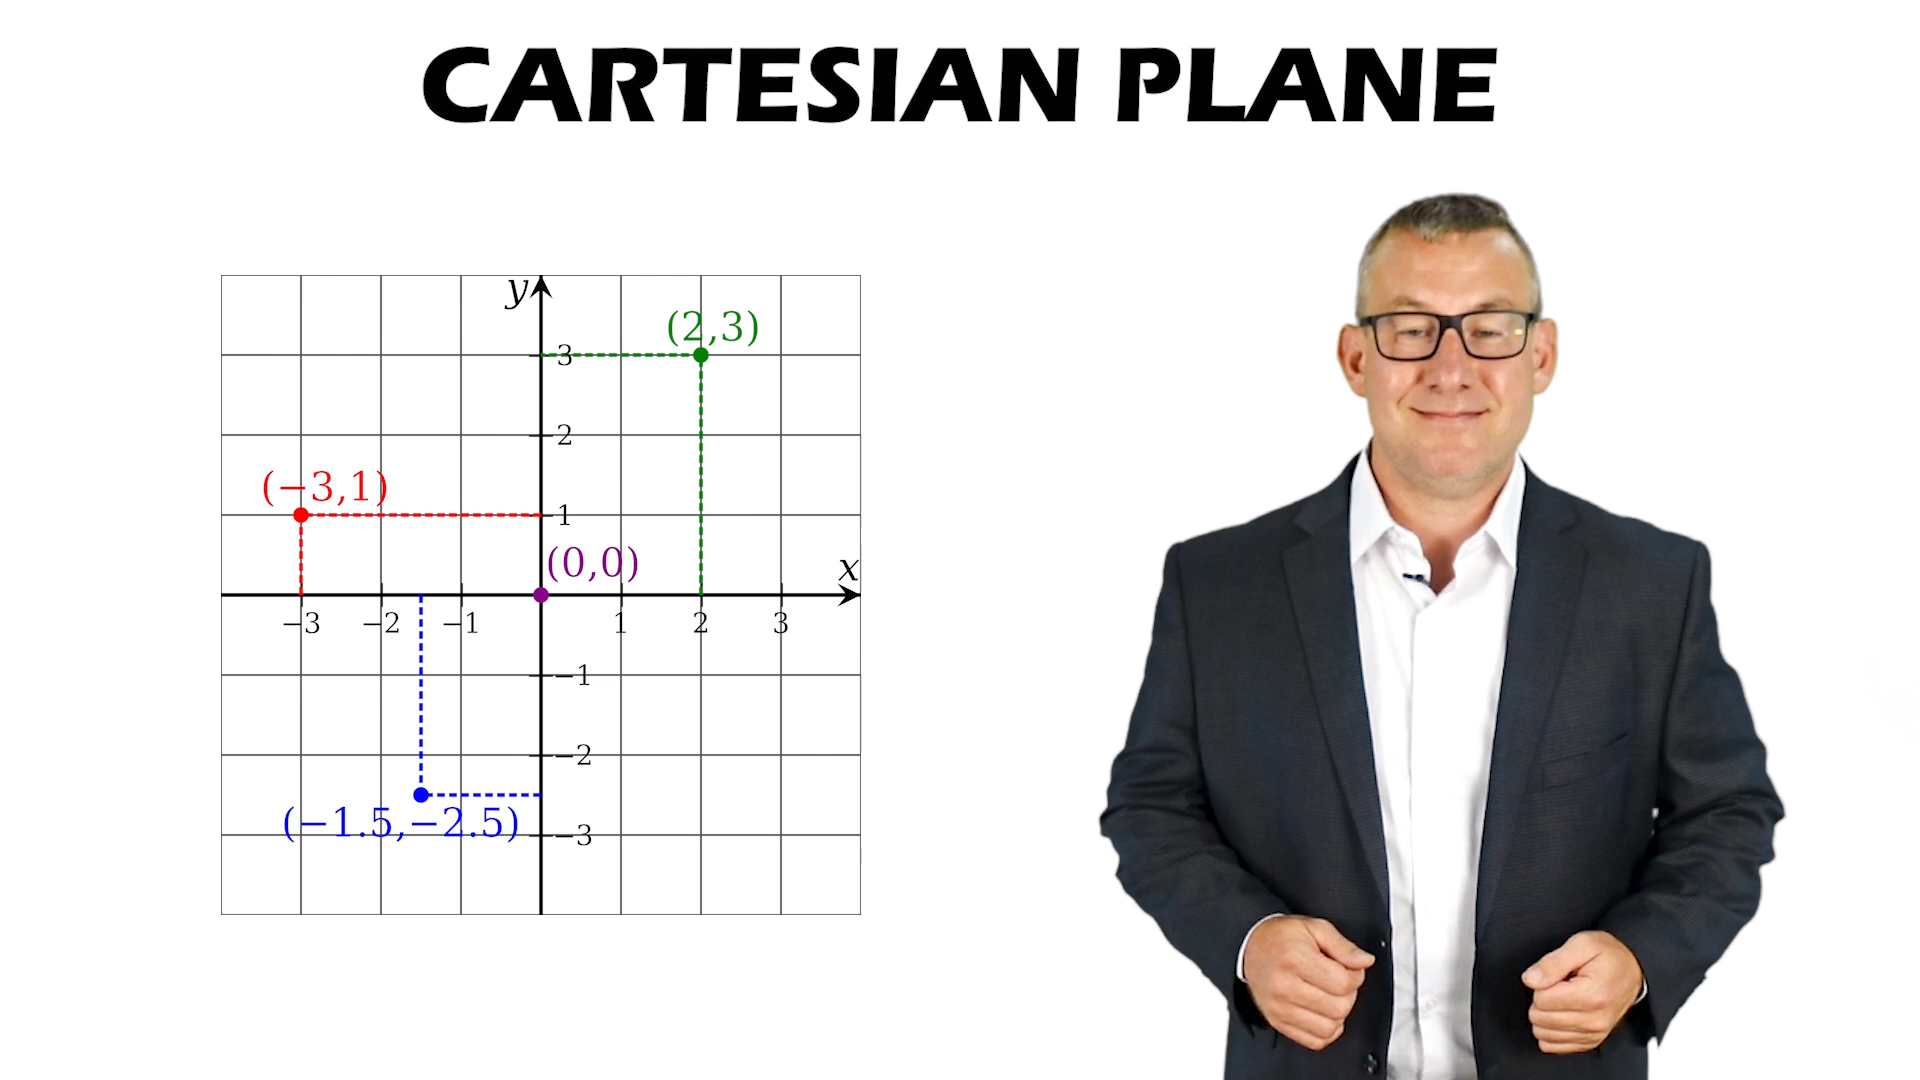 CARTESIAN PLANE
y
(2,3)
3
2
(−3,1)
1
(0,0)
x
−3 −2 −1 1 2 3
−1
−2
(−1.5,−2.5)
−3